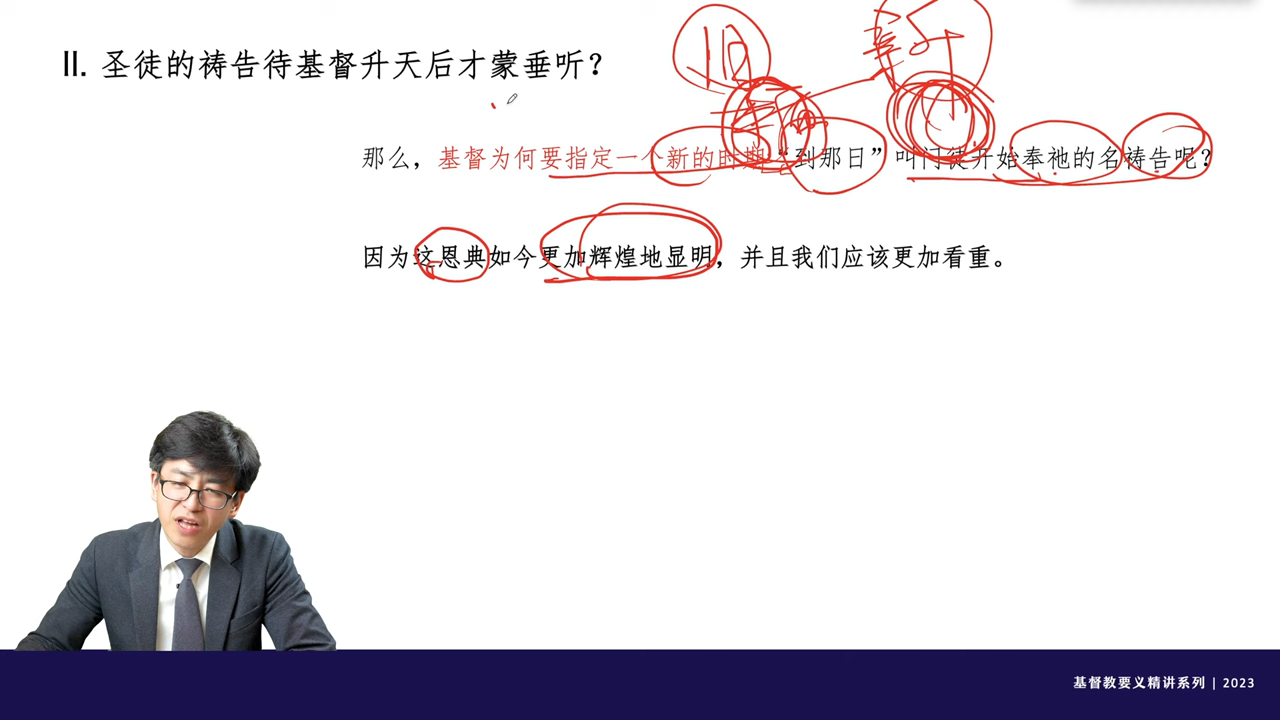 II. 圣徒的祷告待基督升天后才蒙垂听？
旧
那么，基督为何要指定一个新的时期“到那日”叫门徒开始奉祂的名祷告呢？
因为这恩典如今更加辉煌地显明，并且我们应该更加看重。
基督教要义精讲系列 | 2023